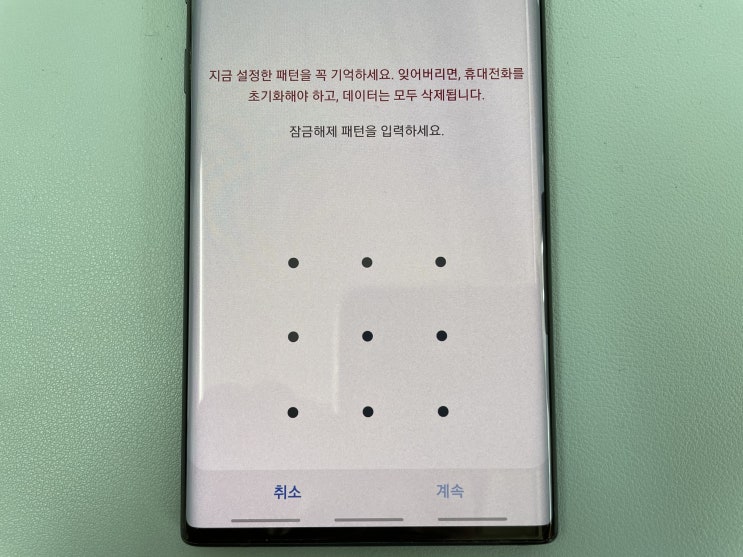 지금 설정한 패턴을 꼭 기억하세요. 잊어버리면, 휴대전화를
초기화해야 하고, 데이터는 모두 삭제됩니다.
잠금해제 패턴을 입력하세요.
취소 계속